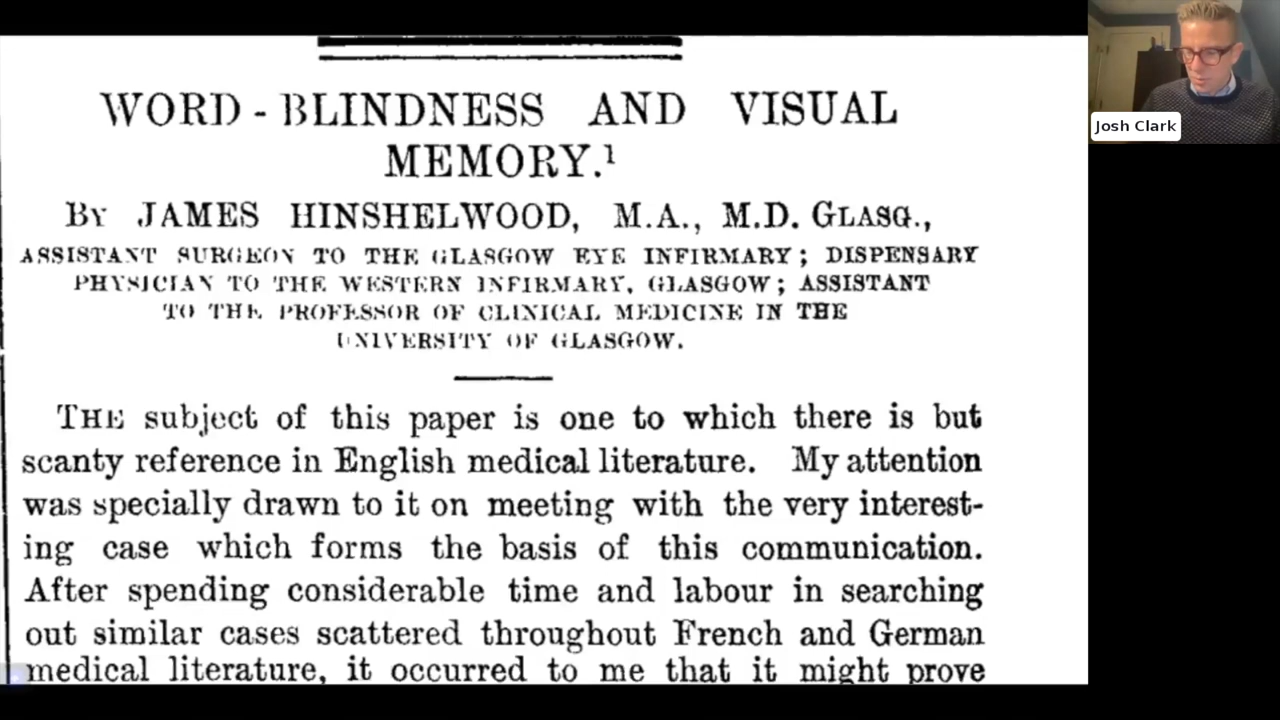 WORD-BLINDNESS AND VISUAL
MEMORY.¹
BY JAMES HINSHELWOOD, M.A., M.D. GLASG.,
ASSISTANT SURGEON TO THE GLASGOW EYE INFIRMARY; DISPENSARY
PHYSICIAN TO THE WESTERN INFIRMARY, GLASGOW; ASSISTANT
TO THE PROFESSOR OF CLINICAL MEDICINE IN THE
UNIVERSITY OF GLASGOW.
THE subject of this paper is one to which there is but
scanty reference in English medical literature. My attention
was specially drawn to it on meeting with the very interest-
ing case which forms the basis of this communication.
After spending considerable time and labour in searching
out similar cases scattered throughout French and German
medical literature, it occurred to me that it might prove
Josh Clark